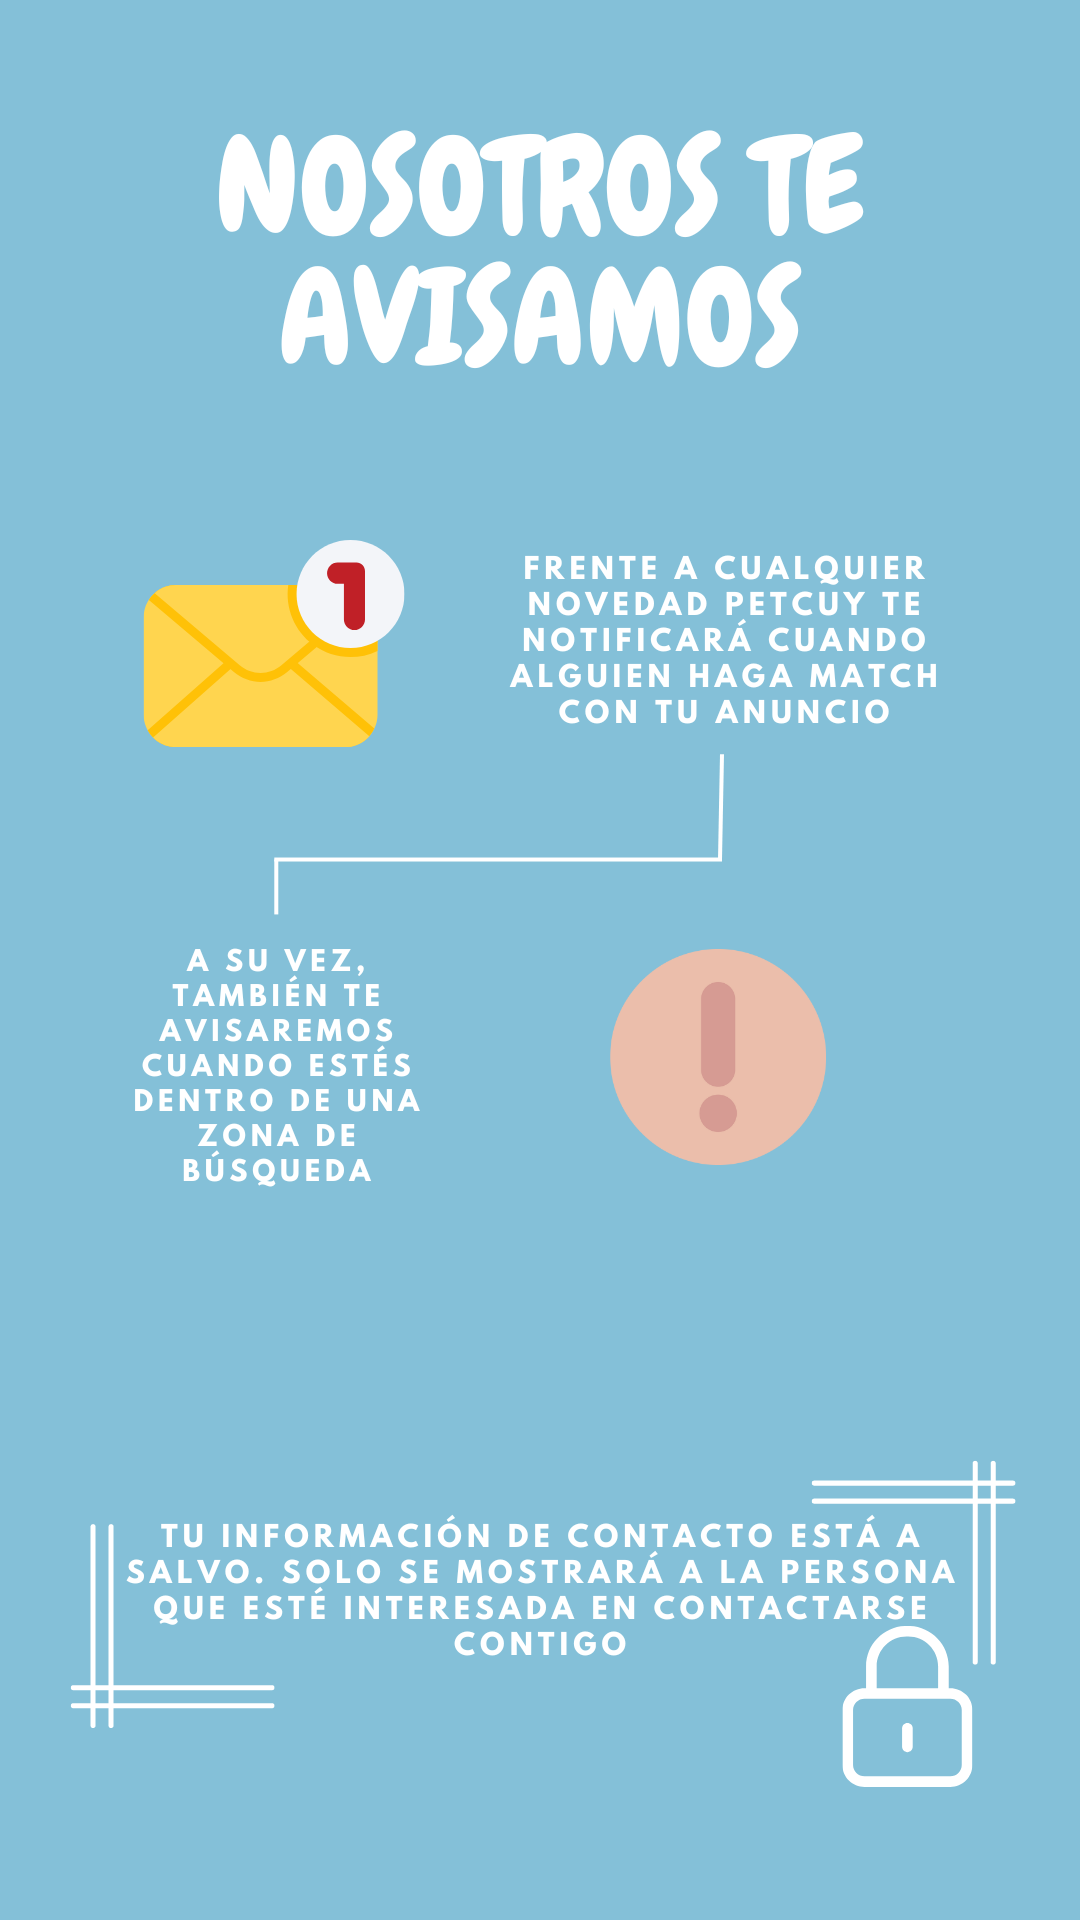 NOSOTROS TE
AVISAMOS
1
FRENTE A CUALQUIER
NOVEDAD PETCUY TE
NOTIFICARÁ CUANDO
ALGUIEN HAGA MATCH
CON TU ANUNCIO
A SU VEZ,
TAMBIÉN TE
AVISAREMOS
CUANDO ESTÉS
DENTRO DE UNA
ZONA DE
BÚSQUEDA
!
TU INFORMACIÓN DE CONTACTO ESTÁ A
SALVO. SOLO SE MOSTRARÁ A LA PERSONA
QUE ESTÉ INTERESADA EN CONTACTARSE
CONTIGO